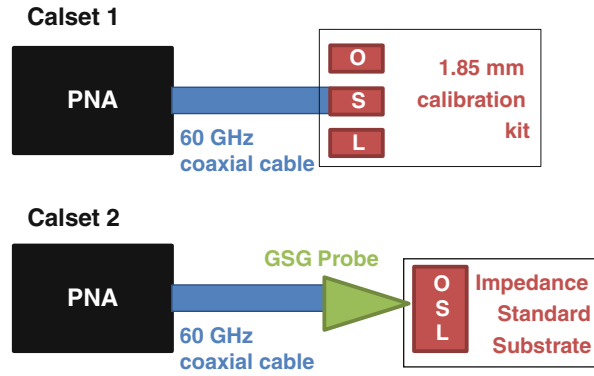 Calset 1
PNA
60 GHz
coaxial cable
O
S
L
1.85 mm
calibration
kit
Calset 2
PNA
GSG Probe
60 GHz
coaxial cable
O
S
L
Impedance
Standard
Substrate